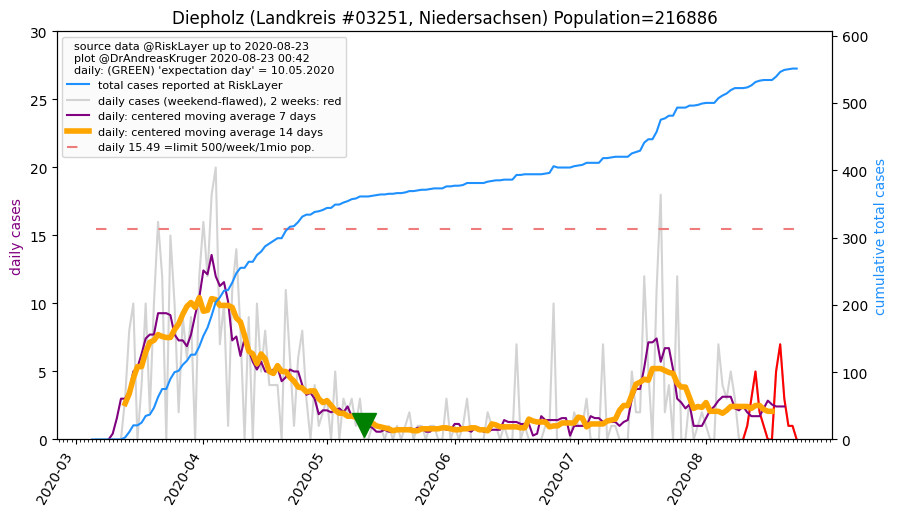 Diepholz (Landkreis #03251, Niedersachsen) Population=216886
source data @RiskLayer up to 2020-08-23
plot @DrAndreasKruger 2020-08-23 00:42
daily: (GREEN) 'expectation day' = 10.05.2020
total cases reported at RiskLayer
daily cases (weekend-flawed), 2 weeks: red
daily: centered moving average 7 days
daily: centered moving average 14 days
daily 15.49 =limit 500/week/1mio pop.
daily cases
30
25
20
15
10
5
0
cumulative total cases
600
500
400
300
200
100
0
2020-03
2020-04
2020-05
2020-06
2020-07
2020-08